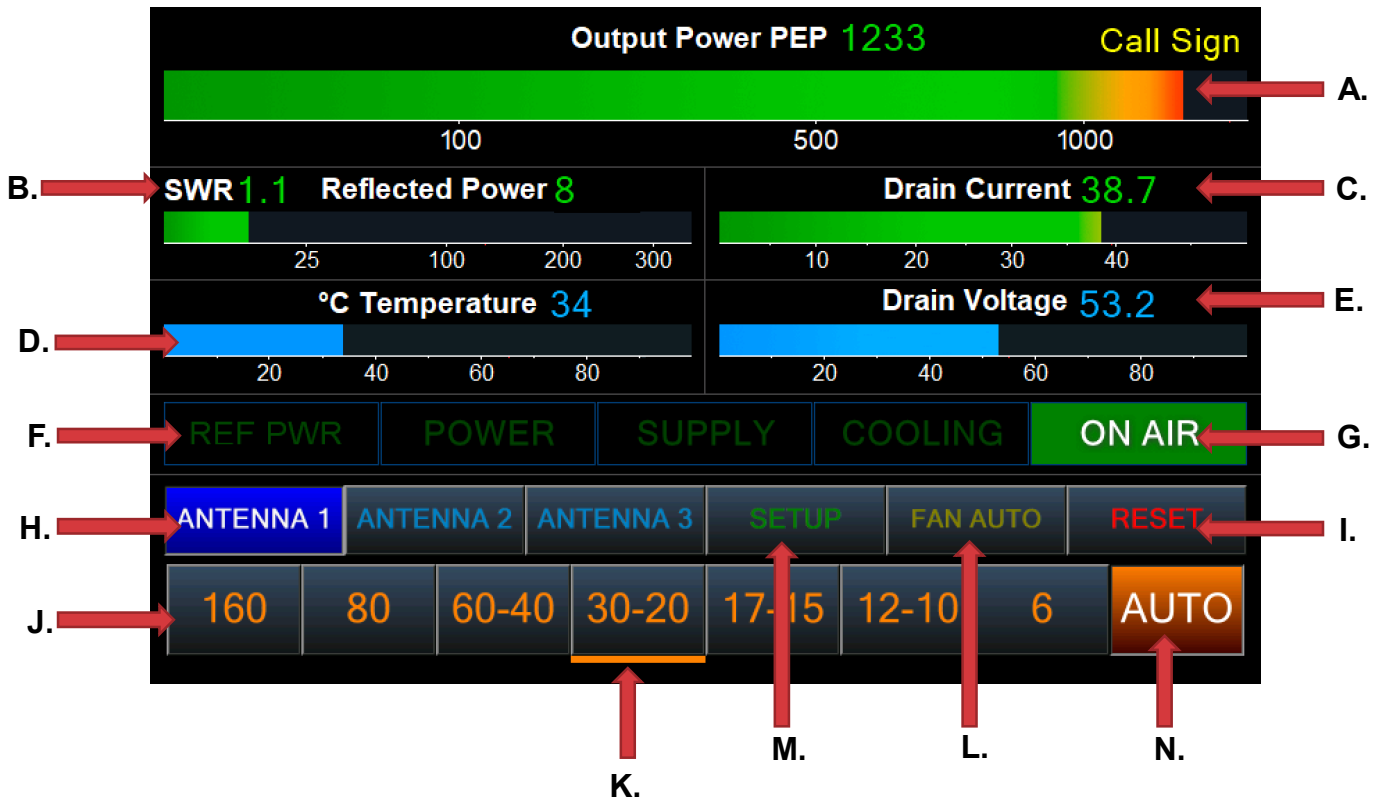 Output Power PEP 1233 Call Sign
A.
100 500 1000
B. SWR 1.1 Reflected Power 8 Drain Current 38.7 C.
25 100 200 300 10 20 30 40
°C Temperature 34 Drain Voltage 53.2 E.
D.
20 40 60 80 20 40 60 80
F. REF PWR POWER SUPPLY COOLING ON AIR G.
H. ANTENNA 1 ANTENNA 2 ANTENNA 3 SETUP FAN AUTO RESET I.
J. 160 80 60-40 30-20 17-15 12-10 6 AUTO
M. L. N.
K.